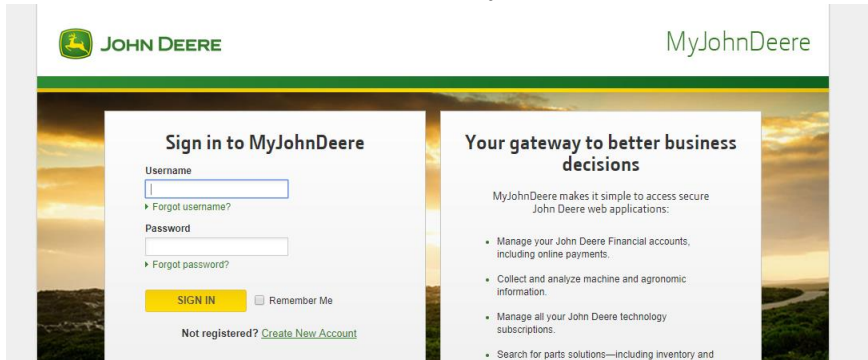 JOHN DEERE
MyJohnDeere
Sign in to MyJohnDeere
Username
Forgot username?
Password
Forgot password?
SIGN IN
Remember Me
Not registered? Create New Account
Your gateway to better business
decisions
MyJohnDeere makes it simple to access secure
John Deere web applications:
Manage your John Deere Financial accounts,
including online payments.
Collect and analyze machine and agronomic
information.
Manage all your John Deere technology
subscriptions.
Search for parts solutions—including inventory and